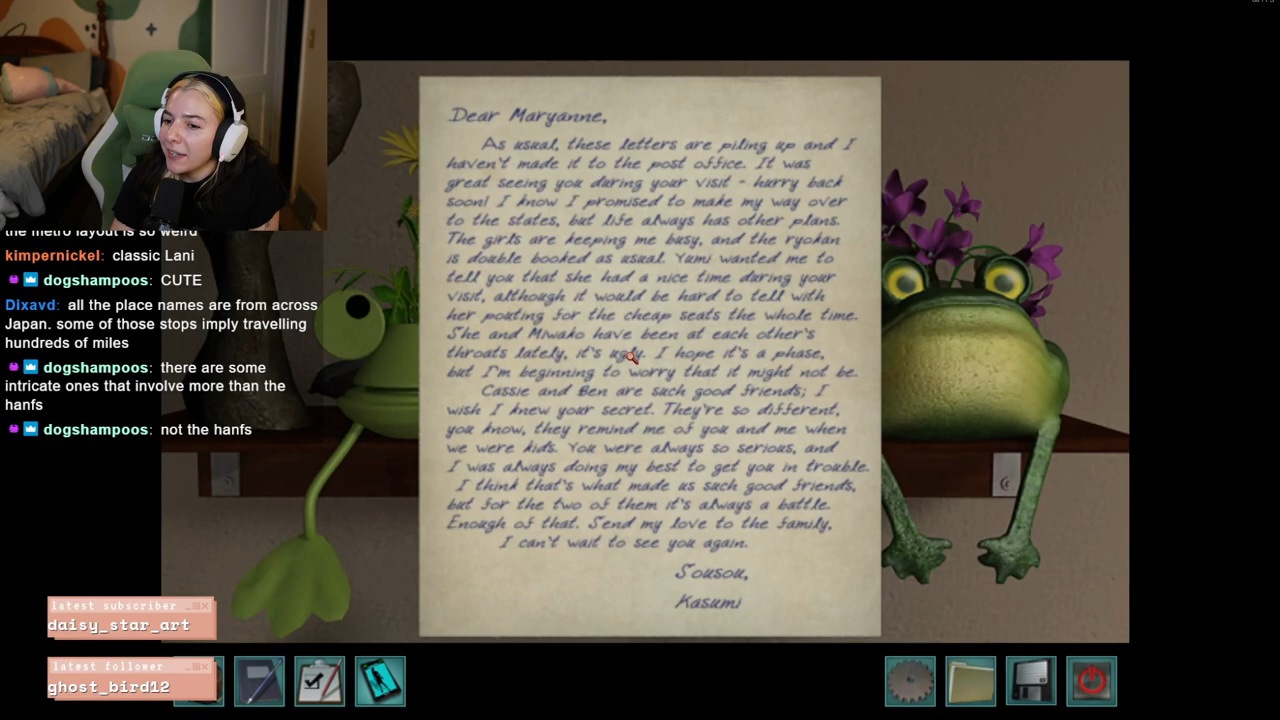 the metro layout is so weird
kimpernickel: classic Lani
dogshampoos: CUTE
Dixavd: all the place names are from across
Japan. some of those stops imply travelling
hundreds of miles
dogshampoos: there are some
intricate ones that involve more than the
hanfs
dogshampoos: not the hanfs
Dear Maryanne,
As usual, these letters are piling up and I
haven't made it to the post office. It was
great seeing you during your visit - hurry back
soon! I know I promised to make my way over
to the states, but life always has other plans.
The girls are keeping me busy, and the ryokan
is double booked as usual. Yumi wanted me to
tell you that she had a nice time during your
visit, although it would be hard to tell with
her pouting for the cheap seats the whole time.
She and Miwako have been at each other's
throats lately, it's ugly. I hope it's a phase,
but I'm beginning to worry that it might not be.
Cassie and Ben are such good friends; I
wish I knew your secret. They're so different,
you know, they remind me of you and me when
we were kids. You were always so serious, and
I was always doing my best to get you in trouble.
I think that's what made us such good friends,
but for the two of them it's always a battle.
Enough of that. Send my love to the family,
I can't wait to see you again.
Sousou,
Kasumi
latest subscriber
daisy_star_art
latest follower
ghost_bird12